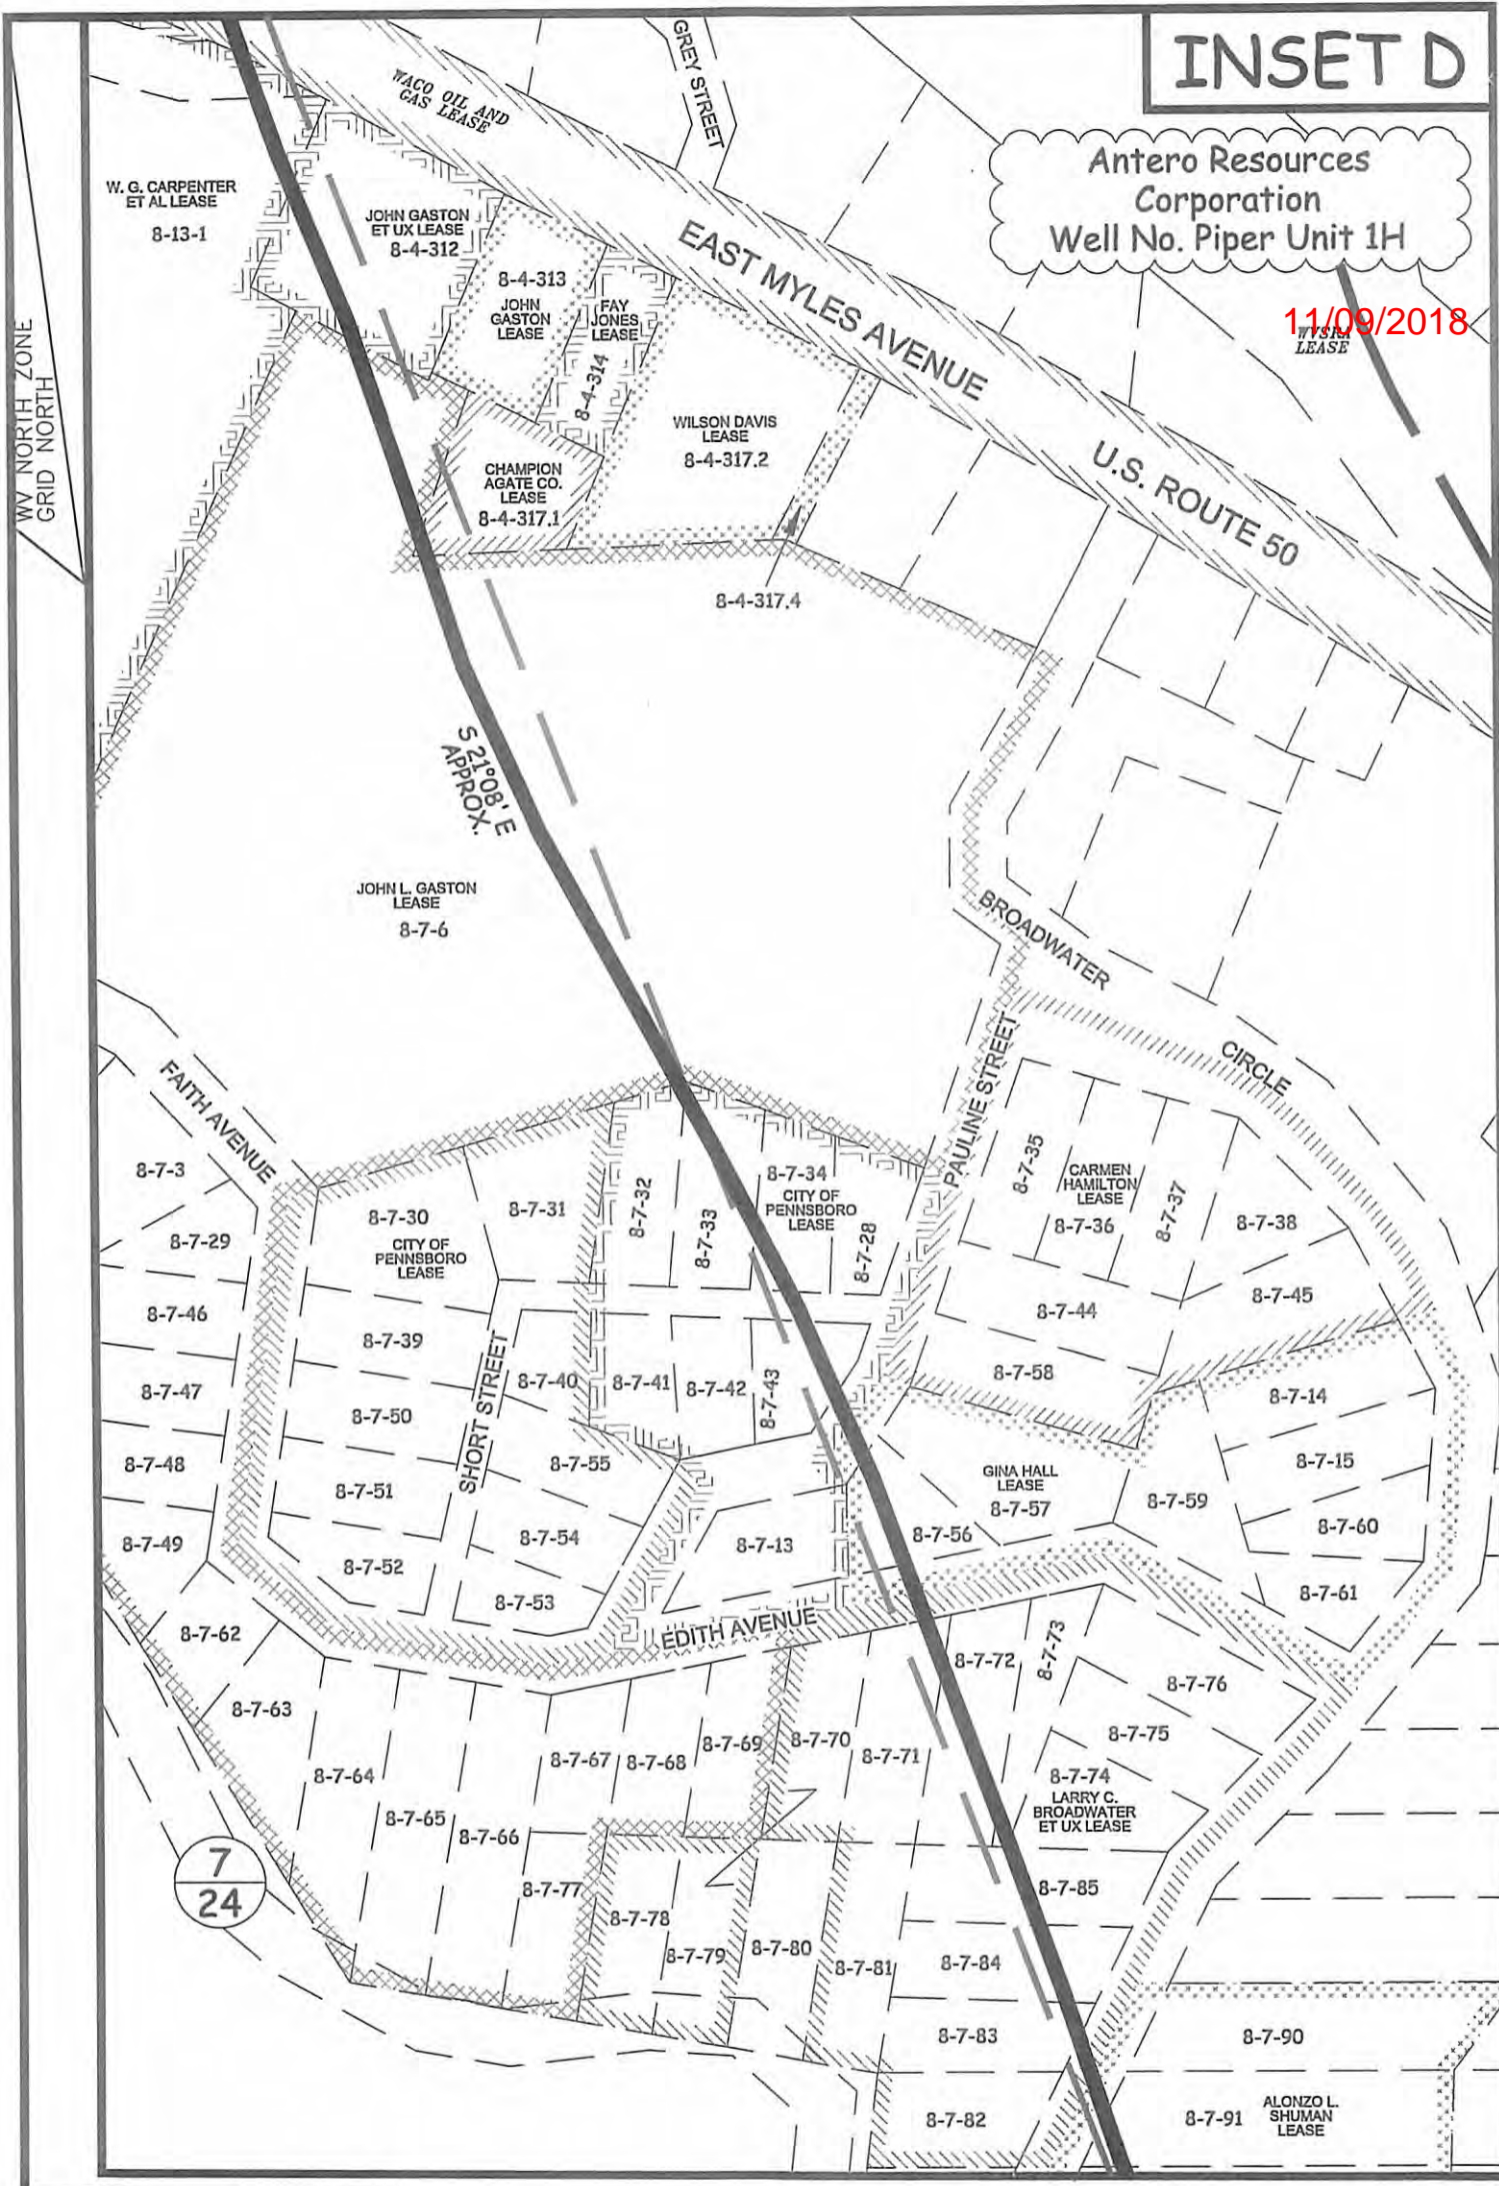 INSET D
Antero Resources
Corporation
Well No. Piper Unit 1H
11/09/2018
LEASE
GREY STREET
WACO OIL AND
GAS LEASE
W. G. CARPENTER
ET AL LEASE
8-13-1
JOHN GASTON
ET UX LEASE
8-4-312
8-4-313
JOHN
GASTON
LEASE
FAY
JONES
LEASE
8-4-314
EAST MYLES AVENUE
U.S. ROUTE 50
WV NORTH ZONE
GRID NORTH
WILSON DAVIS
LEASE
8-4-317.2
CHAMPION
AGATE CO.
LEASE
8-4-317.1
8-4-317.4
S 21°08' E
APPROX.
JOHN L. GASTON
LEASE
8-7-6
BROADWATER
CIRCLE
PAULINE STREET
FAITH AVENUE
8-7-3
8-7-29
8-7-30
CITY OF
PENNSBORO
LEASE
8-7-31
8-7-32
8-7-33
8-7-34
CITY OF
PENNSBORO
LEASE
8-7-28
8-7-35
CARMEN
HAMILTON
LEASE
8-7-36
8-7-37
8-7-38
8-7-46
8-7-39
8-7-44
8-7-45
8-7-47
8-7-50
SHORT STREET
8-7-40
8-7-41
8-7-42
8-7-43
8-7-58
8-7-14
8-7-48
8-7-51
8-7-55
GINA HALL
LEASE
8-7-57
8-7-59
8-7-15
8-7-49
8-7-52
8-7-54
8-7-13
8-7-56
8-7-60
8-7-53
8-7-61
EDITH AVENUE
8-7-62
8-7-72
8-7-73
8-7-76
8-7-63
8-7-64
8-7-67
8-7-68
8-7-69
8-7-70
8-7-71
8-7-75
8-7-74
LARRY C.
BROADWATER
ET UX LEASE
8-7-65
8-7-66
7
24
8-7-77
8-7-78
8-7-79
8-7-80
8-7-81
8-7-85
8-7-84
8-7-83
8-7-90
8-7-82
8-7-91
ALONZO L.
SHUMAN
LEASE